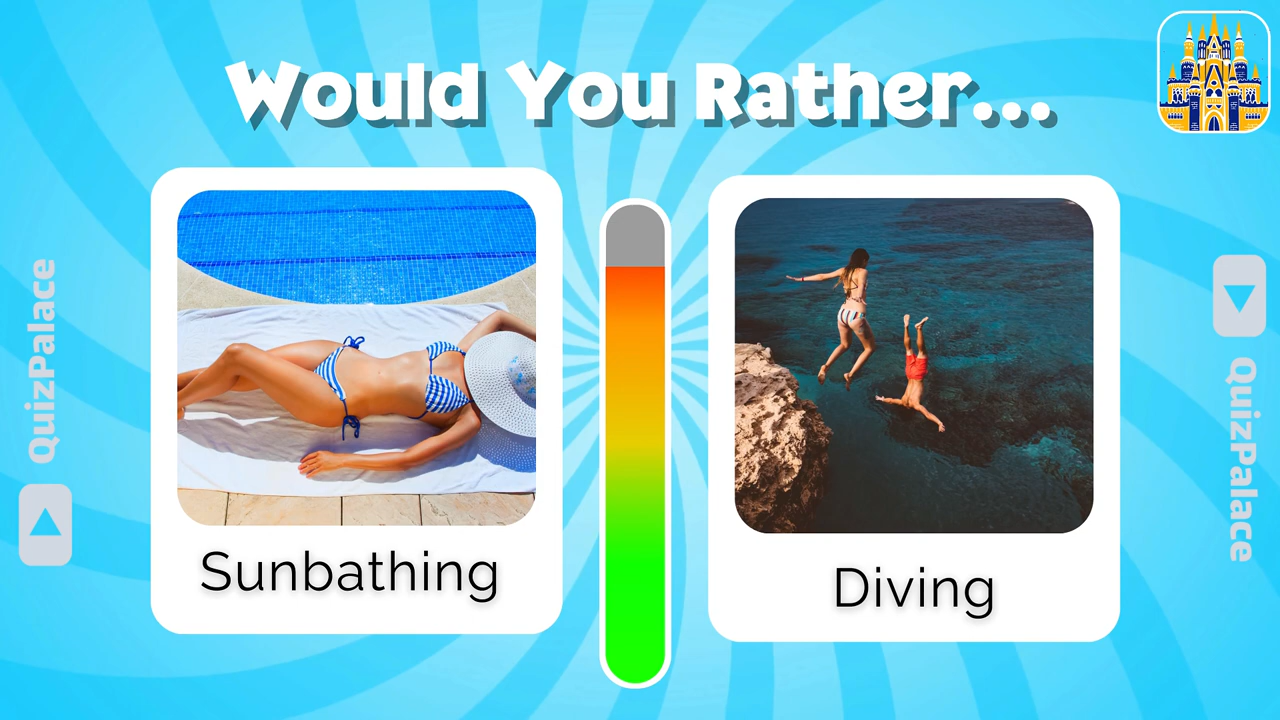 Would You Rather...
QuizPalace
Sunbathing
Diving
QuizPalace